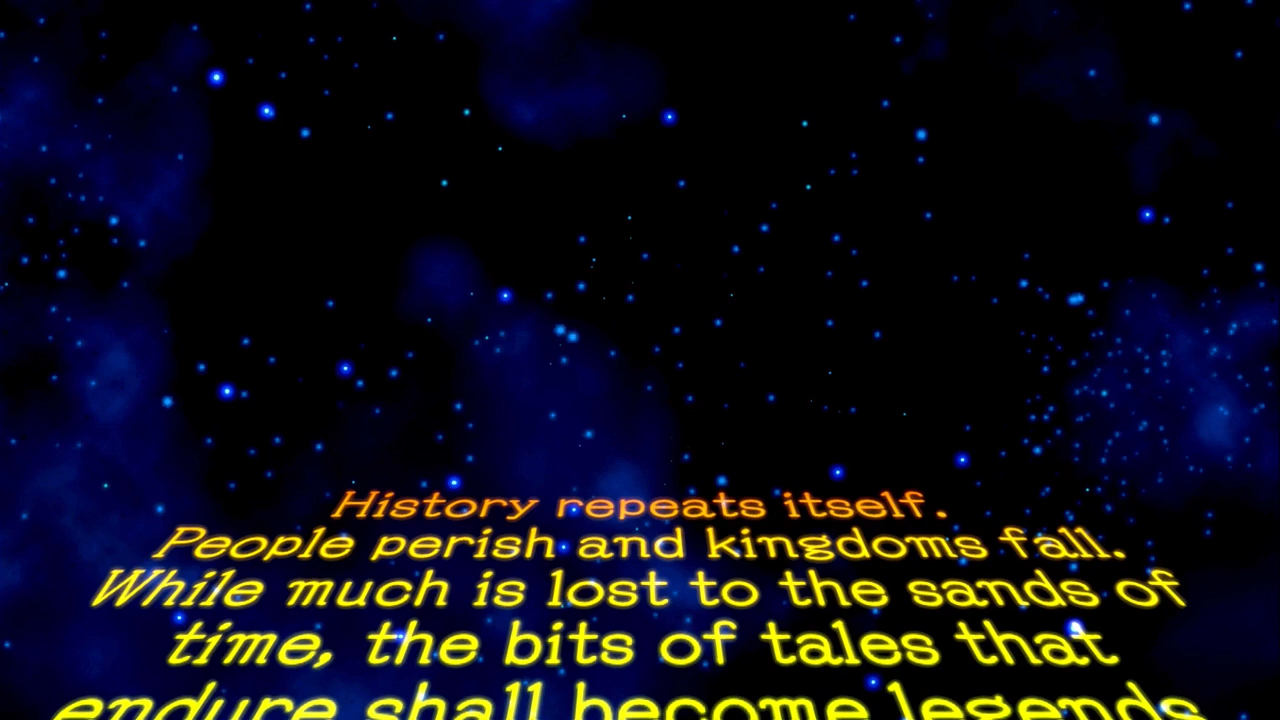 History repeats itself.
People perish and kingdoms fall.
While much is lost to the sands of
time, the bits of tales that
endure shall become legends